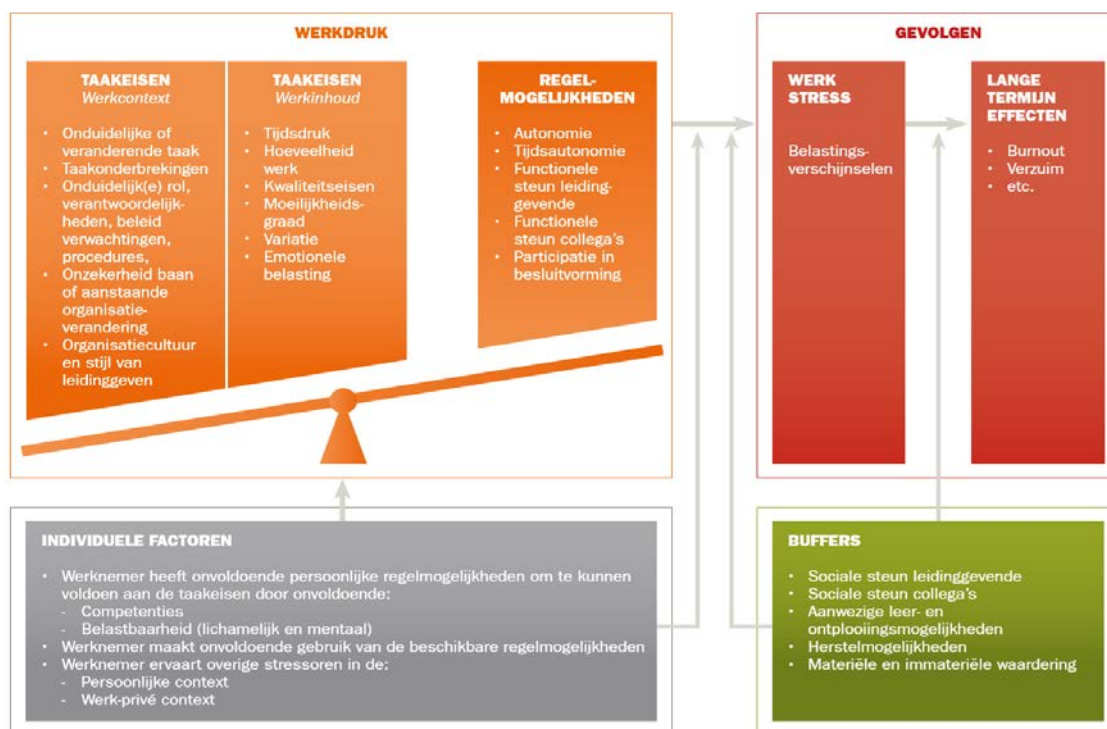 WERKDRUK
TAAKEISEN
Werkcontext
• Onduidelijke of
veranderende taak
• Taakonderbrekingen
• Onduidelijk(e) rol,
verantwoordelijk-
heden, beleid
verwachtingen,
procedures,
• Onzekerheid baan
of aanstaande
organisatie-
verandering
• Organisatiecultuur
en stijl van
leidinggeven
TAAKEISEN
Werkinhoud
• Tijdsdruk
• Hoeveelheid
werk
• Kwaliteitseisen
• Moeilijkheids-
graad
• Variatie
• Emotionele
belasting
REGEL-
MOGELIJKHEDEN
• Autonomie
• Tijdsautonomie
• Functionele
steun leiding-
gevende
• Functionele
steun collega's
• Participatie in
besluitvorming
GEVOLGEN
WERK
STRESS
Belastings-
verschijnselen
LANGE
TERMIJN
EFFECTEN
• Burnout
• Verzuim
• etc.
INDIVIDUELE FACTOREN
• Werknemer heeft onvoldoende persoonlijke regelmogelijkheden om te kunnen
voldoen aan de taakeisen door onvoldoende:
- Competenties
- Belastbaarheid (lichamelijk en mentaal)
• Werknemer maakt onvoldoende gebruik van de beschikbare regelmogelijkheden
• Werknemer ervaart overige stressoren in de:
- Persoonlijke context
- Werk-privé context
BUFFERS
• Sociale steun leidinggevende
• Sociale steun collega's
• Aanwezige leer- en
ontplooiingsmogelijkheden
• Herstelmogelijkheden
• Materiële en immateriële waardering